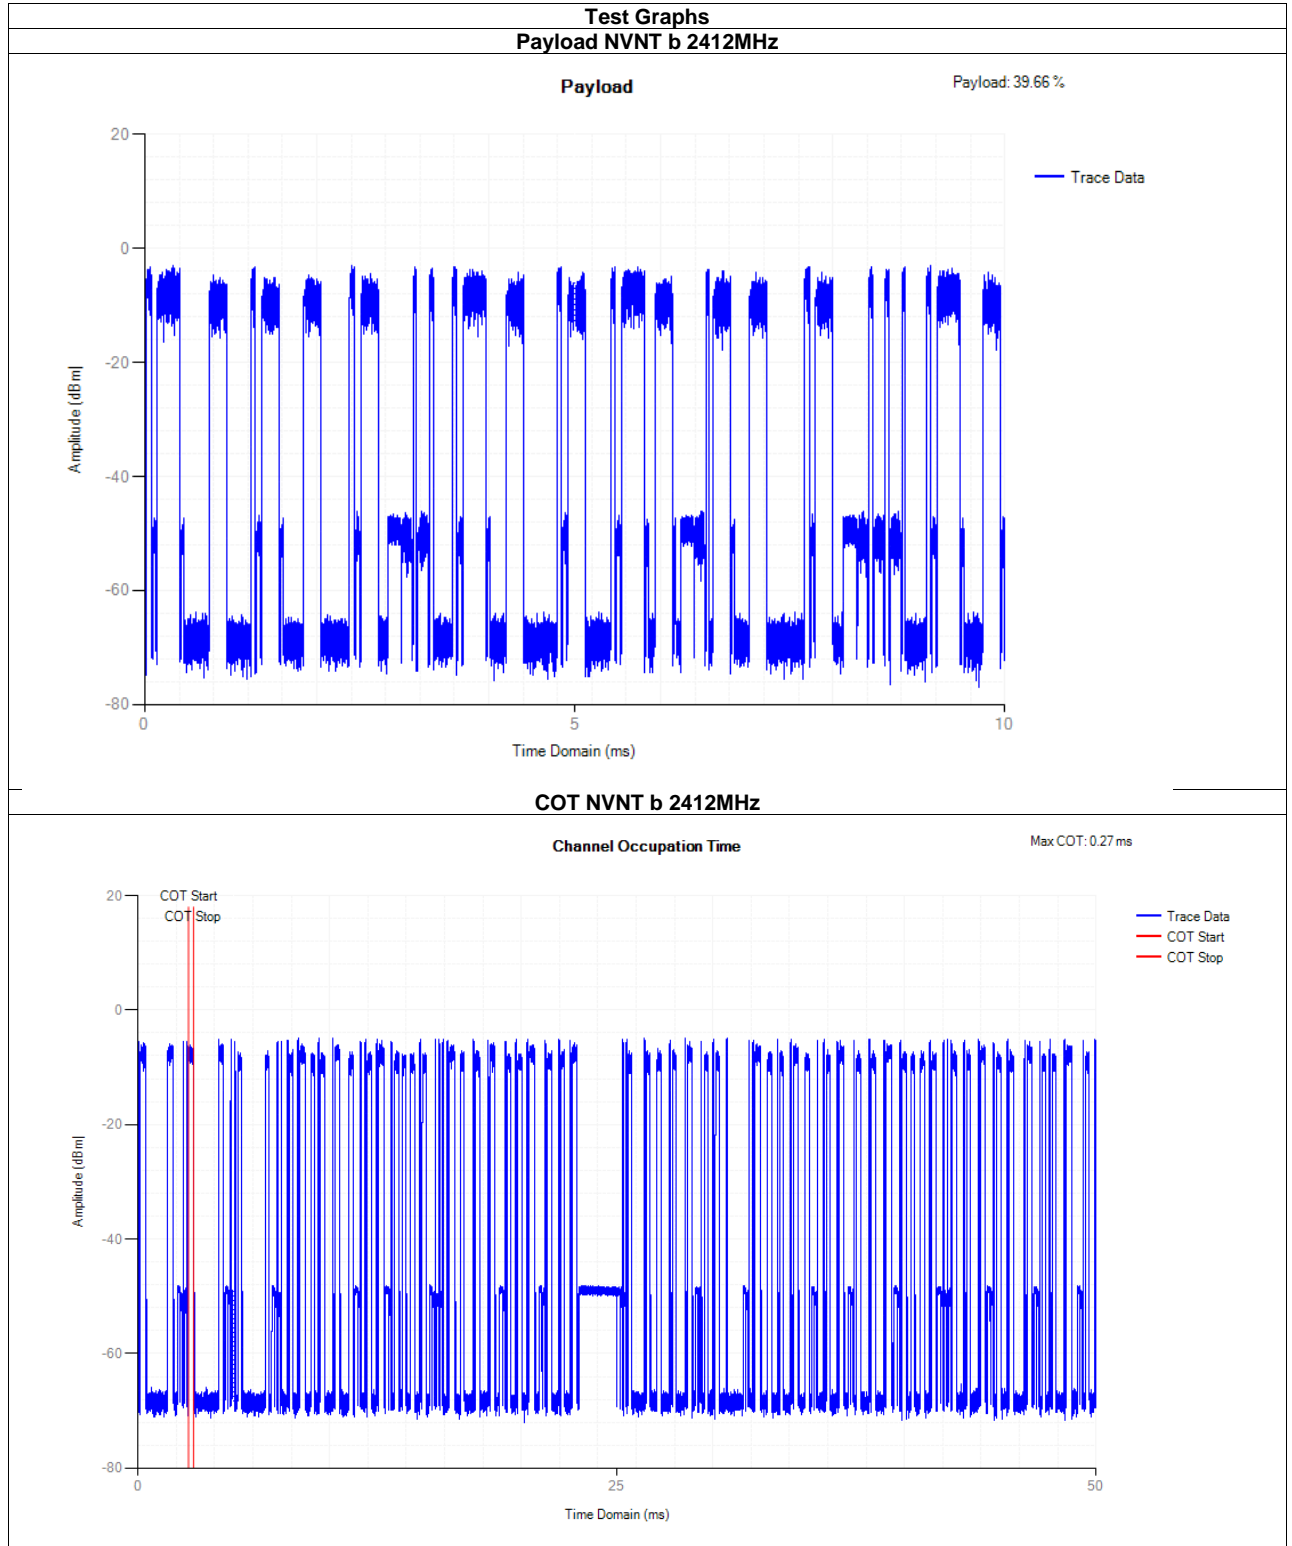 Test Graphs
Payload NVNT b 2412MHz
Payload
Payload: 39.66 %
20
0
-20
-40
-60
-80
Amplitude (dBm|
Trace Data
0
5
10
Time Domain (ms)
COT NVNT b 2412MHz
Channel Occupation Time
Max COT: 0.27 ms
COT Start
COT Stop
20
0
-20
-40
-60
-80
Amplitude (dBm|
Trace Data
COT Start
COT Stop
0
25
50
Time Domain (ms)